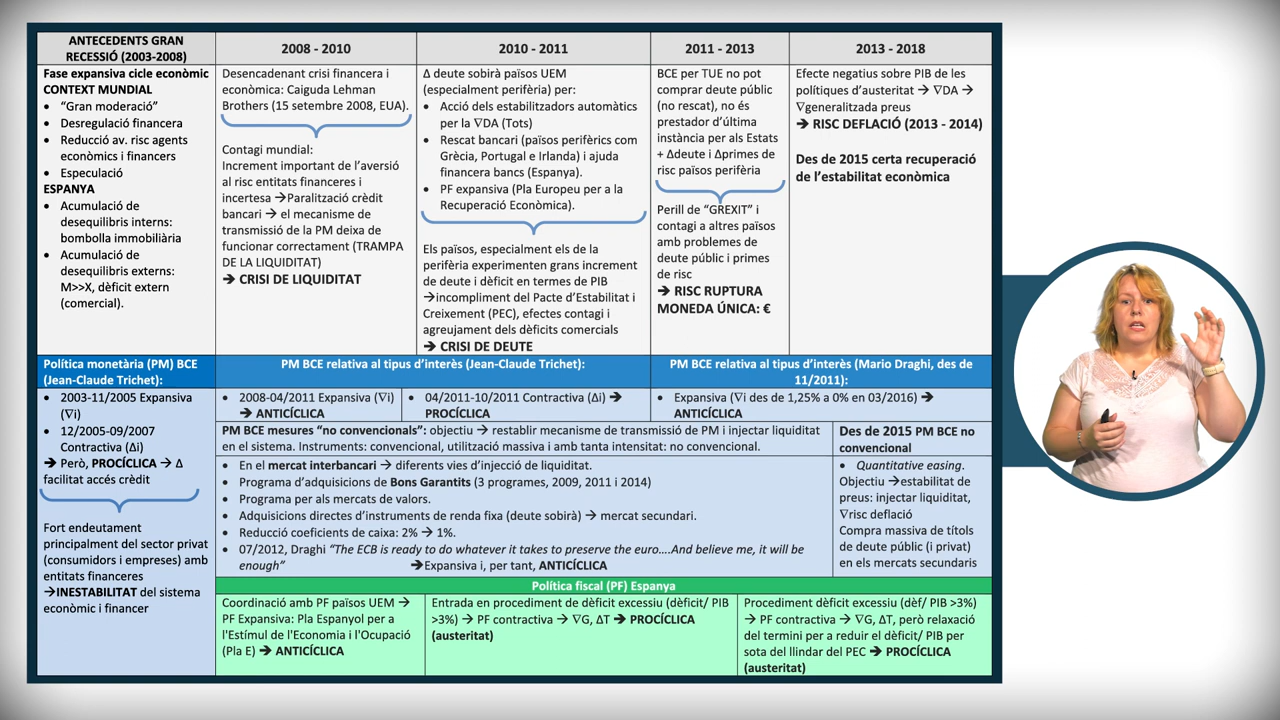 ANTECEDENTS GRAN
RECESSIÓ (2003-2008)
2008 - 2010
2010 - 2011
2011 - 2013
2013 - 2018
Fase expansiva cicle econòmic
CONTEXT MUNDIAL
• “Gran moderació”
• Desregulació financera
• Reducció av. risc agents
econòmics i financers
• Especulació
ESPANYA
• Acumulació de
desequilibris interns:
bombolla immobiliària
• Acumulació de
desequilibris externs:
M>>X, dèficit extern
(comercial).
Desencadenant crisi financera i
econòmica: Caiguda Lehman
Brothers (15 setembre 2008, EUA).
Contagi mundial:
Increment important de l’aversió
al risc entitats financeres i
incertesa →Paralització crèdit
bancari → el mecanisme de
transmissió de la PM deixa de
funcionar correctament (TRAMPA
DE LA LIQUIDITAT)
➔ CRISI DE LIQUIDITAT
Δ deute sobirà països UEM
(especialment perifèria) per:
• Acció dels estabilitzadors automàtics
per la ∇DA (Tots)
• Rescat bancari (països perifèrics com
Grècia, Portugal e Irlanda) i ajuda
financera bancs (Espanya).
• PF expansiva (Pla Europeu per a la
Recuperació Econòmica).
Els països, especialment els de la
perifèria experimenten grans increment
de deute i dèficit en termes de PIB
→incompliment del Pacte d’Estabilitat i
Creixement (PEC), efectes contagi i
agreujament dels dèficits comercials
➔ CRISI DE DEUTE
BCE per TUE no pot
comprar deute públic
(no rescat), no és
prestador d’última
instància per als Estats
+ Δdeute i Δprimes de
risc països perifèria
Perill de “GREXIT” i
contagi a altres països
amb problemes de
deute públic i primes
de risc
➔ RISC RUPTURA
MONEDA ÚNICA: €
Efecte negatius sobre PIB de les
polítiques d’austeritat → ∇DA →
∇generalitzada preus
➔ RISC DEFLACIÓ (2013 - 2014)
Des de 2015 certa recuperació
de l’estabilitat econòmica
Política monetària (PM) BCE
(Jean-Claude Trichet):
PM BCE relativa al tipus d’interès (Jean-Claude Trichet):
PM BCE relativa al tipus d’interès (Mario Draghi, des de
11/2011):
• 2003-11/2005 Expansiva
(∇i)
• 12/2005-09/2007
Contractiva (Δi)
➔ Però, PROCÍCLICA → Δ
facilitat accés crèdit
Fort endeutament
principalment del sector privat
(consumidors i empreses) amb
entitats financeres
→INESTABILITAT del sistema
econòmic i financer
• 2008-04/2011 Expansiva (∇i)
➔ ANTICÍCLICA
• 04/2011-10/2011 Contractiva (Δi) ➔
PROCÍCLICA
• Expansiva (∇i des de 1,25% a 0% en 03/2016) ➔
ANTICÍCLICA
PM BCE mesures “no convencionals”: objectiu → restablir mecanisme de transmissió de PM i injectar liquiditat
en el sistema. Instruments: convencional, utilització massiva i amb tanta intensitat: no convencional.
• En el mercat interbancari → diferents vies d’injecció de liquiditat.
• Programa d’adquisicions de Bons Garantits (3 programes, 2009, 2011 i 2014)
• Programa per als mercats de valors.
• Adquisicions directes d’instruments de renda fixa (deute sobirà) → mercat secundari.
• Reducció coeficients de caixa: 2% → 1%.
• 07/2012, Draghi “The ECB is ready to do whatever it takes to preserve the euro….And believe me, it will be
enough” ➔Expansiva i, per tant, ANTICÍCLICA
Des de 2015 PM BCE no
convencional
• Quantitative easing.
Objectiu →estabilitat de
preus: injectar liquiditat,
∇risc deflació
Compra massiva de títols
de deute públic (i privat)
en els mercats secundaris
Política fiscal (PF) Espanya
Coordinació amb PF països UEM →
PF Expansiva: Pla Espanyol per a
l'Estímul de l'Economia i l'Ocupació
(Pla E) ➔ ANTICÍCLICA
Entrada en procediment de dèficit excessiu (dèficit/ PIB
>3%) → PF contractiva → ∇G, ΔT ➔ PROCÍCLICA
(austeritat)
Procediment dèficit excessiu (dèf/ PIB >3%)
→ PF contractiva → ∇G, ΔT, però relaxació
del termini per a reduir el dèficit/ PIB per
sota del llindar del PEC ➔ PROCÍCLICA
(austeritat)